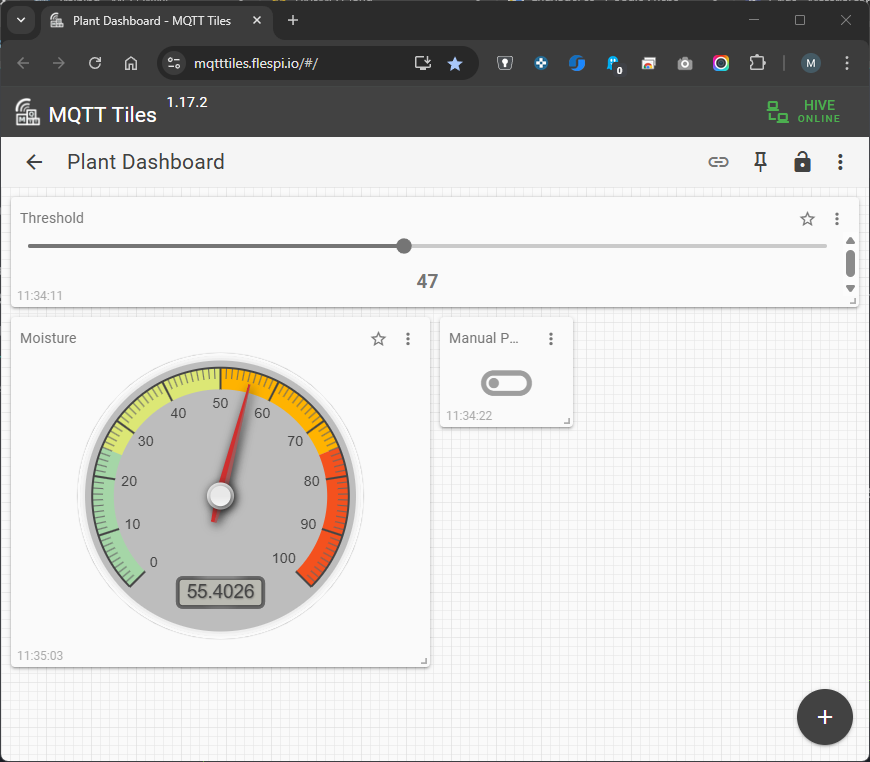 Plant Dashboard - MQTT Tiles
mqtttiles.flespi.io/#/
0
M
MQTT Tiles 1.17.2
HIVE
ONLINE
Plant Dashboard
Threshold
47
11:34:11
Moisture
0
10
20
30
40
50
60
70
80
90
100
55.4026
11:35:03
Manual P...
11:34:22